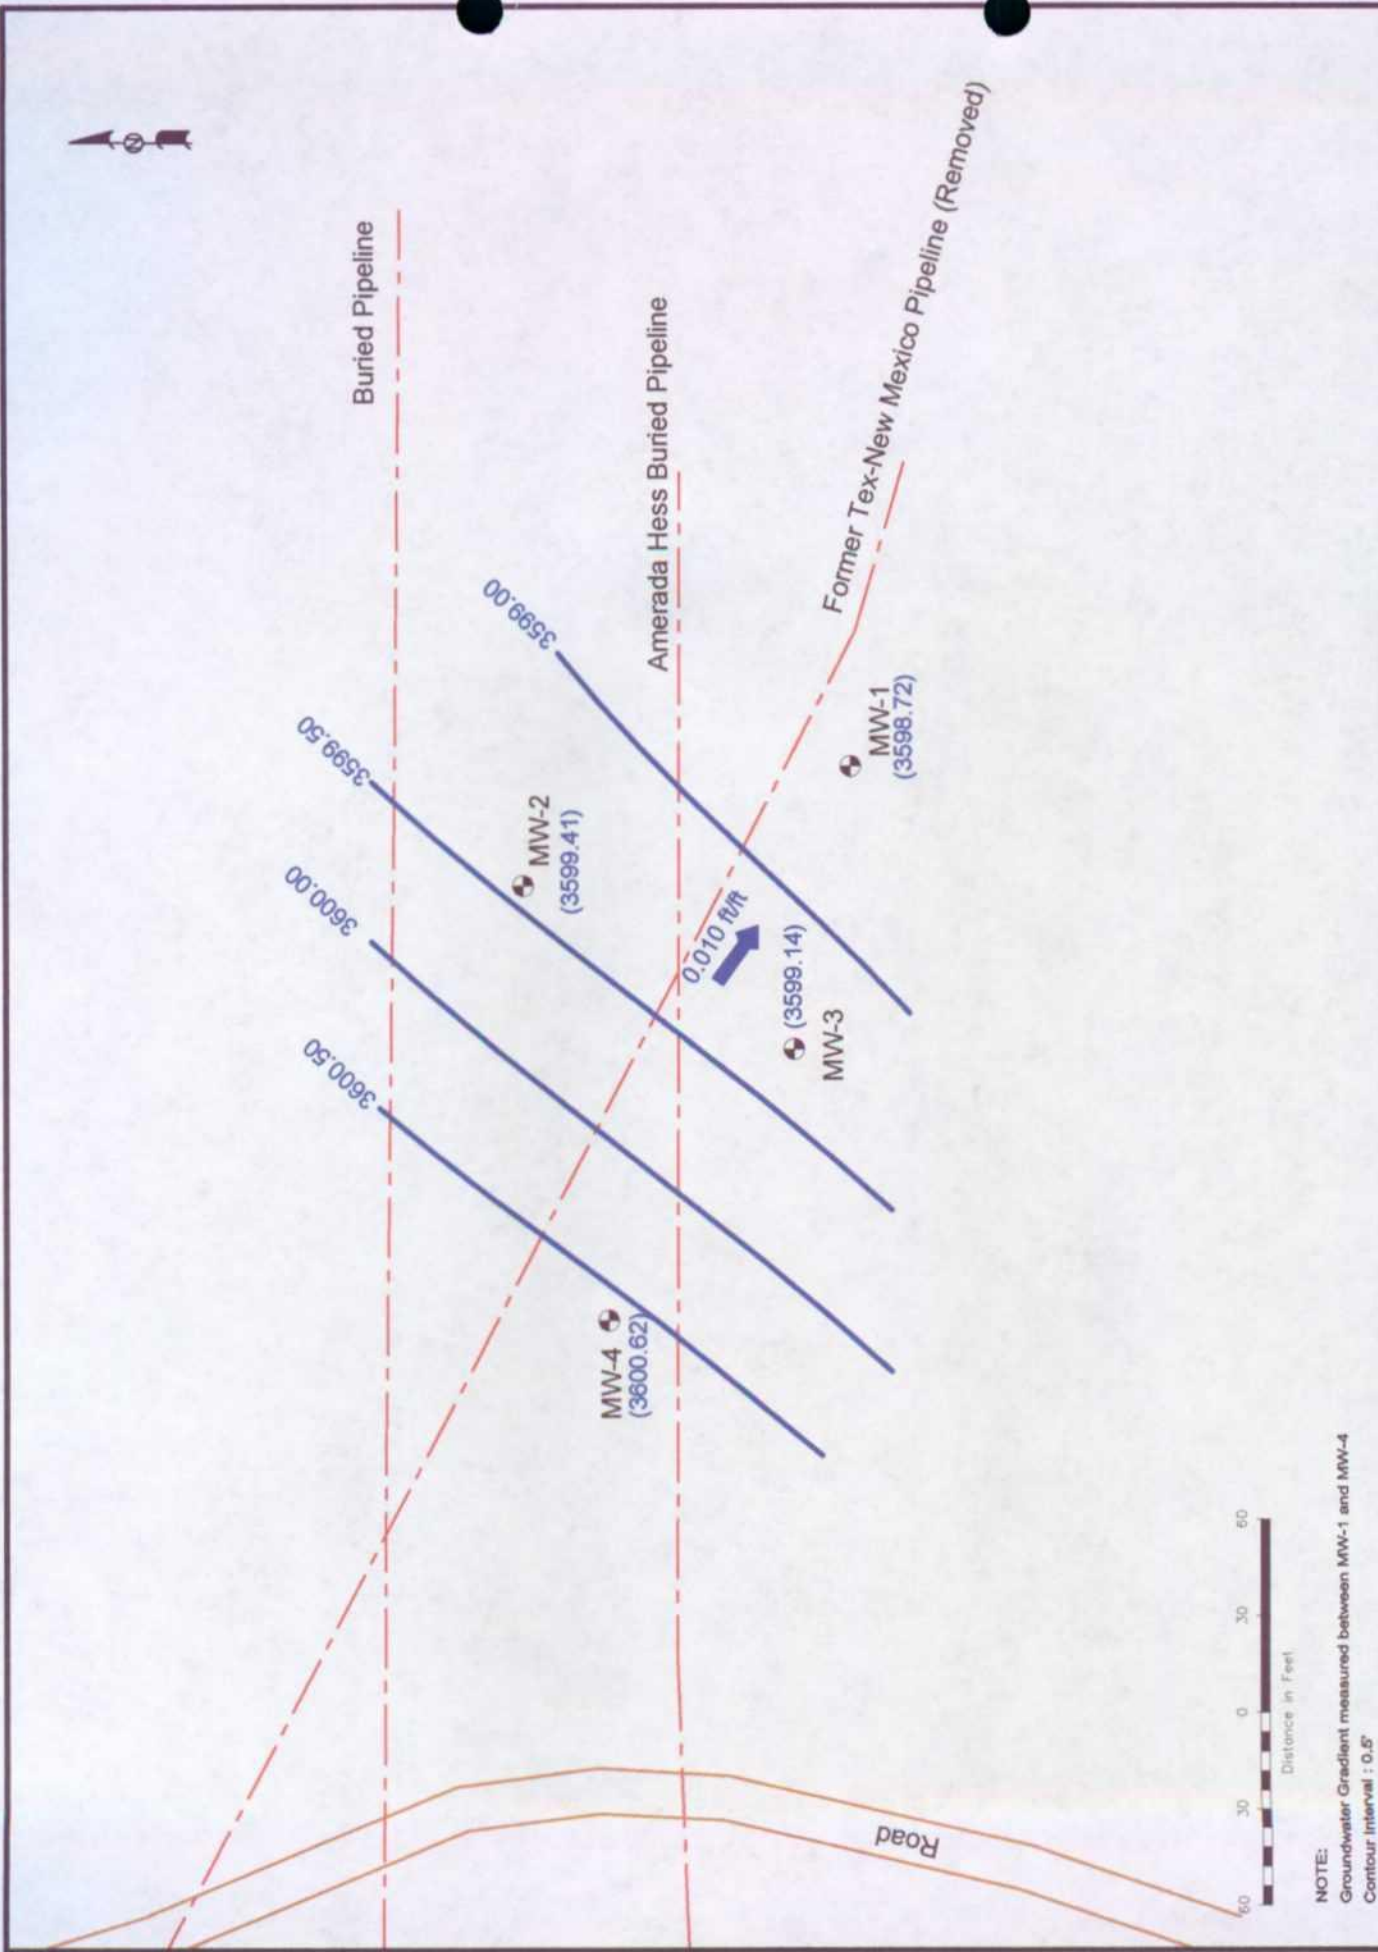 N
Buried Pipeline
Amerada Hess Buried Pipeline
Former Tex-New Mexico Pipeline (Removed)
3600.50
3600.00
3599.50
3599.00
MW-2
(3599.41)
MW-4
(3600.62)
0.010 ft/ft
(3599.14)
MW-3
MW-1
(3598.72)
Road
60 30 0 30 60
Distance in Feet
NOTE:
Groundwater Gradient measured between MW-1 and MW-4
Contour Interval : 0.5'